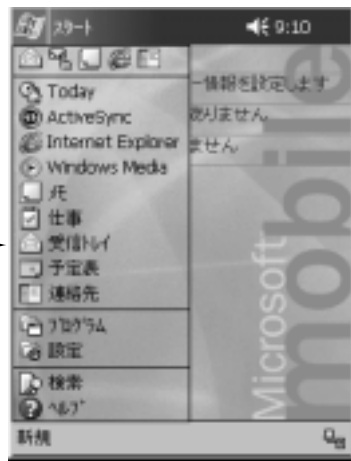 スタート 9:10
Today
ー情報を設定します
ActiveSync
ありません
Internet Explorer
ません
Windows Media
メモ
仕事
受信トレイ
予定表
連絡先
プログラム
設定
検索
ヘルプ
Microsoft
mobile
新規